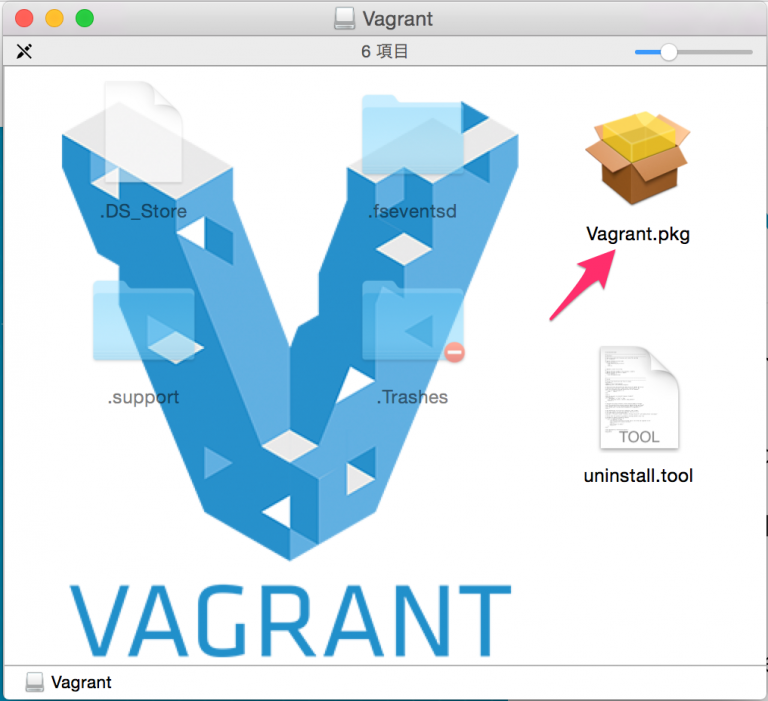 Vagrant
6 項目
.DS_Store
.fseventsd
Vagrant.pkg
.support
.Trashes
TOOL
uninstall.tool
VAGRANT
Vagrant